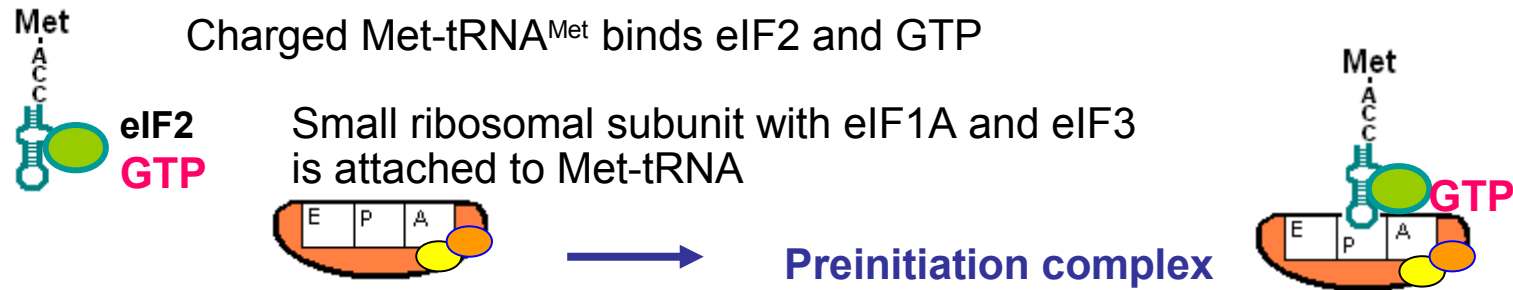 Met
A
C
C
eIF2
GTP
Charged Met-tRNAᴹᵉᵗ binds eIF2 and GTP
Small ribosomal subunit with eIF1A and eIF3
is attached to Met-tRNA
E P A
Preinitiation complex
Met
A
C
C
GTP
E P A